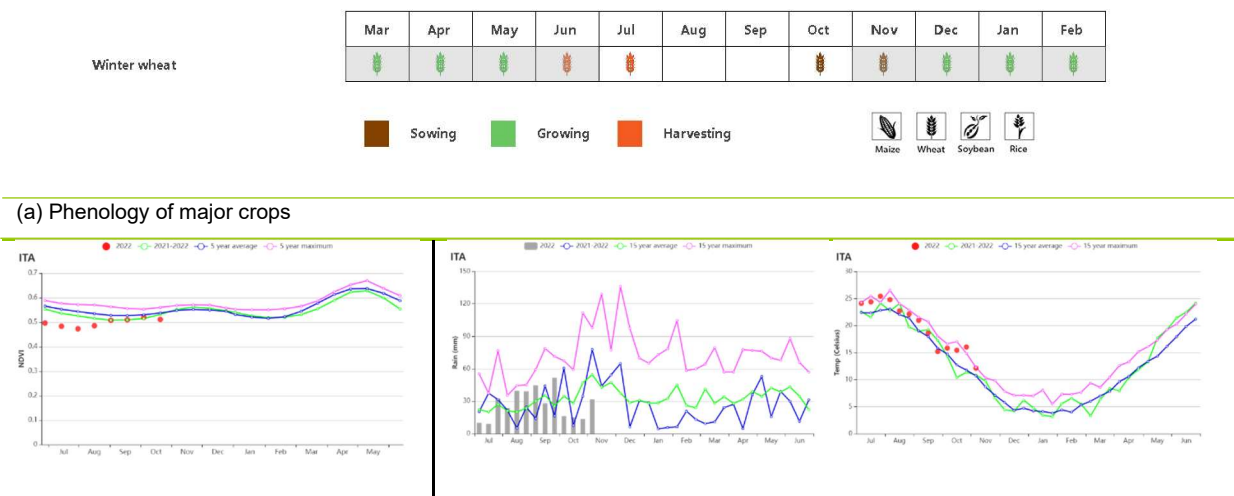 Mar Apr May Jun Jul Aug Sep Oct Nov Dec Jan Feb
Winter wheat
Sowing Growing Harvesting
Maize Wheat Soybean Rice
(a) Phenology of major crops
2022 2021-2022 5 year average 5 year maximum
ITA
0.7
0.6
0.5
0.4
0.3
0.2
0.1
0
NDVI
Jul Aug Sep Oct Nov Dec Jan Feb Mar Apr May
2022 2021-2022 15 year average 15 year maximum
ITA
150
120
90
60
30
0
Rain (mm)
Jul Aug Sep Oct Nov Dec Jan Feb Mar Apr May Jun
2022 2021-2022 15 year average 15 year maximum
ITA
30
25
20
15
10
5
0
Temp (Celsius)
Jul Aug Sep Oct Nov Dec Jan Feb Mar Apr May Jun